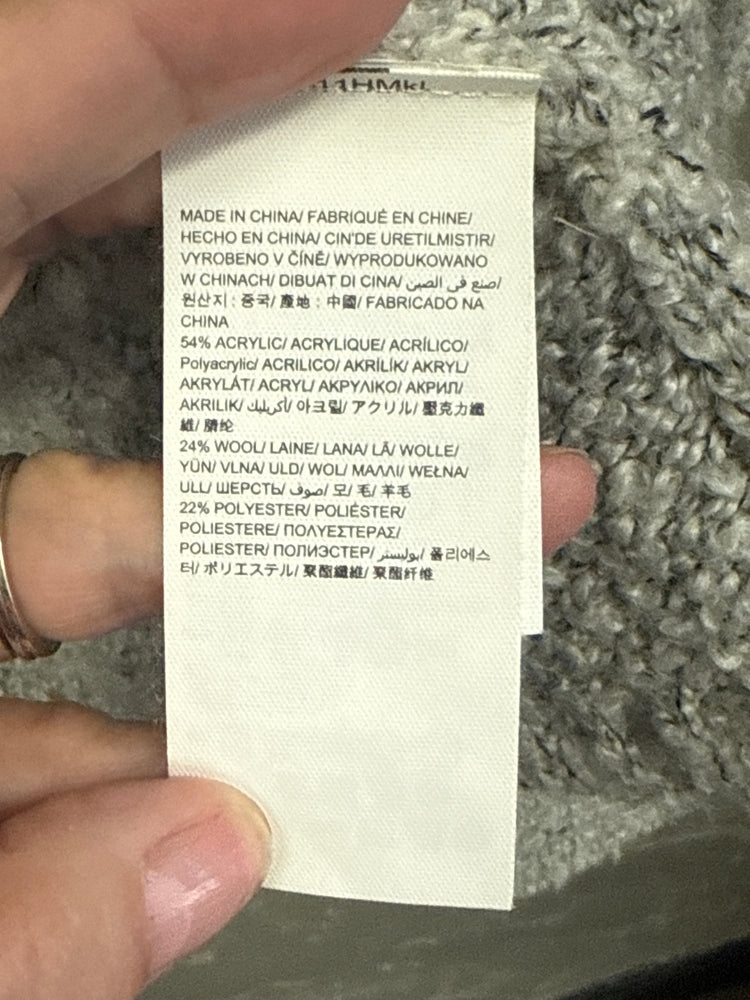 MADE IN CHINA/ FABRIQUÉ EN CHINE/
HECHO EN CHINA/ CIN'DE URETILMISTIR/
VYROBENO V ČÍNĚ/ WYPRODUKOWANO
W CHINACH/ DIBUAT DI CINA/ صنع في الصين/
원산지 : 중국/ 產地 : 中國/ FABRICADO NA
CHINA
54% ACRYLIC/ ACRYLIQUE/ ACRÍLICO/
Polyacrylic/ ACRILICO/ AKRÍLÍK/ AKRYL/
AKRYLÁT/ ACRYL/ ΑΚΡΥΛΙΚΟ/ АКРИЛ/
AKRILIK/ أكريليك/ 아크릴/ アクリル/ 壓克力纖
維/ 腈纶
24% WOOL/ LAINE/ LANA/ LÃ/ WOLLE/
YÜN/ VLNA/ ULD/ WOL/ ΜΑΛΛΙ/ WEŁNA/
ULL/ ШЕРСТЬ/ صوف/ 모/ 毛/ 羊毛
22% POLYESTER/ POLIÉSTER/
POLIESTERE/ ΠΟΛΥΕΣΤΕΡΑΣ/
POLIESTER/ ПОЛИЭСТЕР/ بوليستر/ 폴리에스
터/ ポリエステル/ 聚酯纖維/ 聚酯纤维